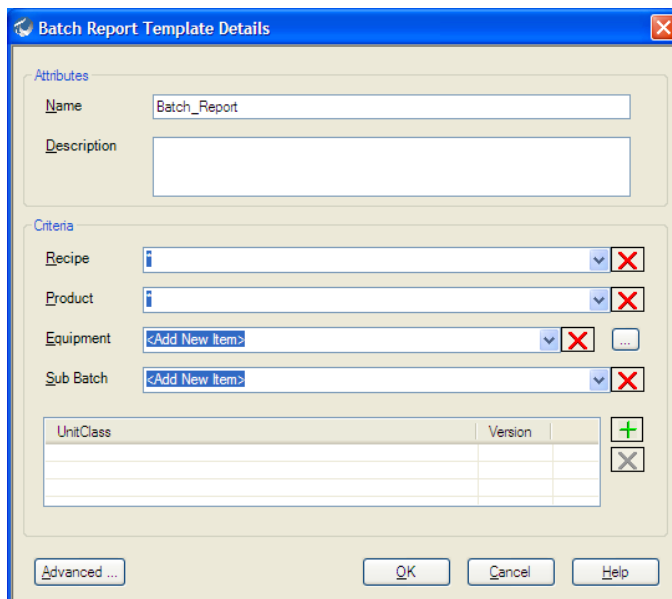 Batch Report Template Details
Attributes
Name
Batch_Report
Description
Criteria
Recipe
i
Product
i
Equipment
<Add New Item>
...
Sub Batch
<Add New Item>
UnitClass Version
Advanced ...
OK Cancel Help